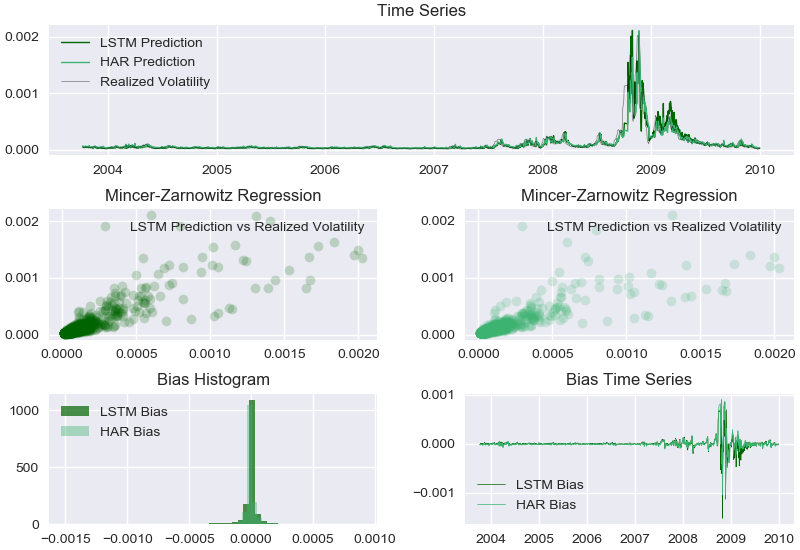 Time Series
0.002
0.001
0.000
LSTM Prediction
HAR Prediction
Realized Volatility
2004 2005 2006 2007 2008 2009 2010
Mincer-Zarnowitz Regression
0.002
0.001
0.000
LSTM Prediction vs Realized Volatility
0.0000 0.0005 0.0010 0.0015 0.0020
Mincer-Zarnowitz Regression
0.002
0.001
0.000
LSTM Prediction vs Realized Volatility
0.0000 0.0005 0.0010 0.0015 0.0020
Bias Histogram
1000
500
0
LSTM Bias
HAR Bias
−0.0015 −0.0010 −0.0005 0.0000 0.0005 0.0010
Bias Time Series
0.001
0.000
−0.001
LSTM Bias
HAR Bias
2004 2005 2006 2007 2008 2009 2010